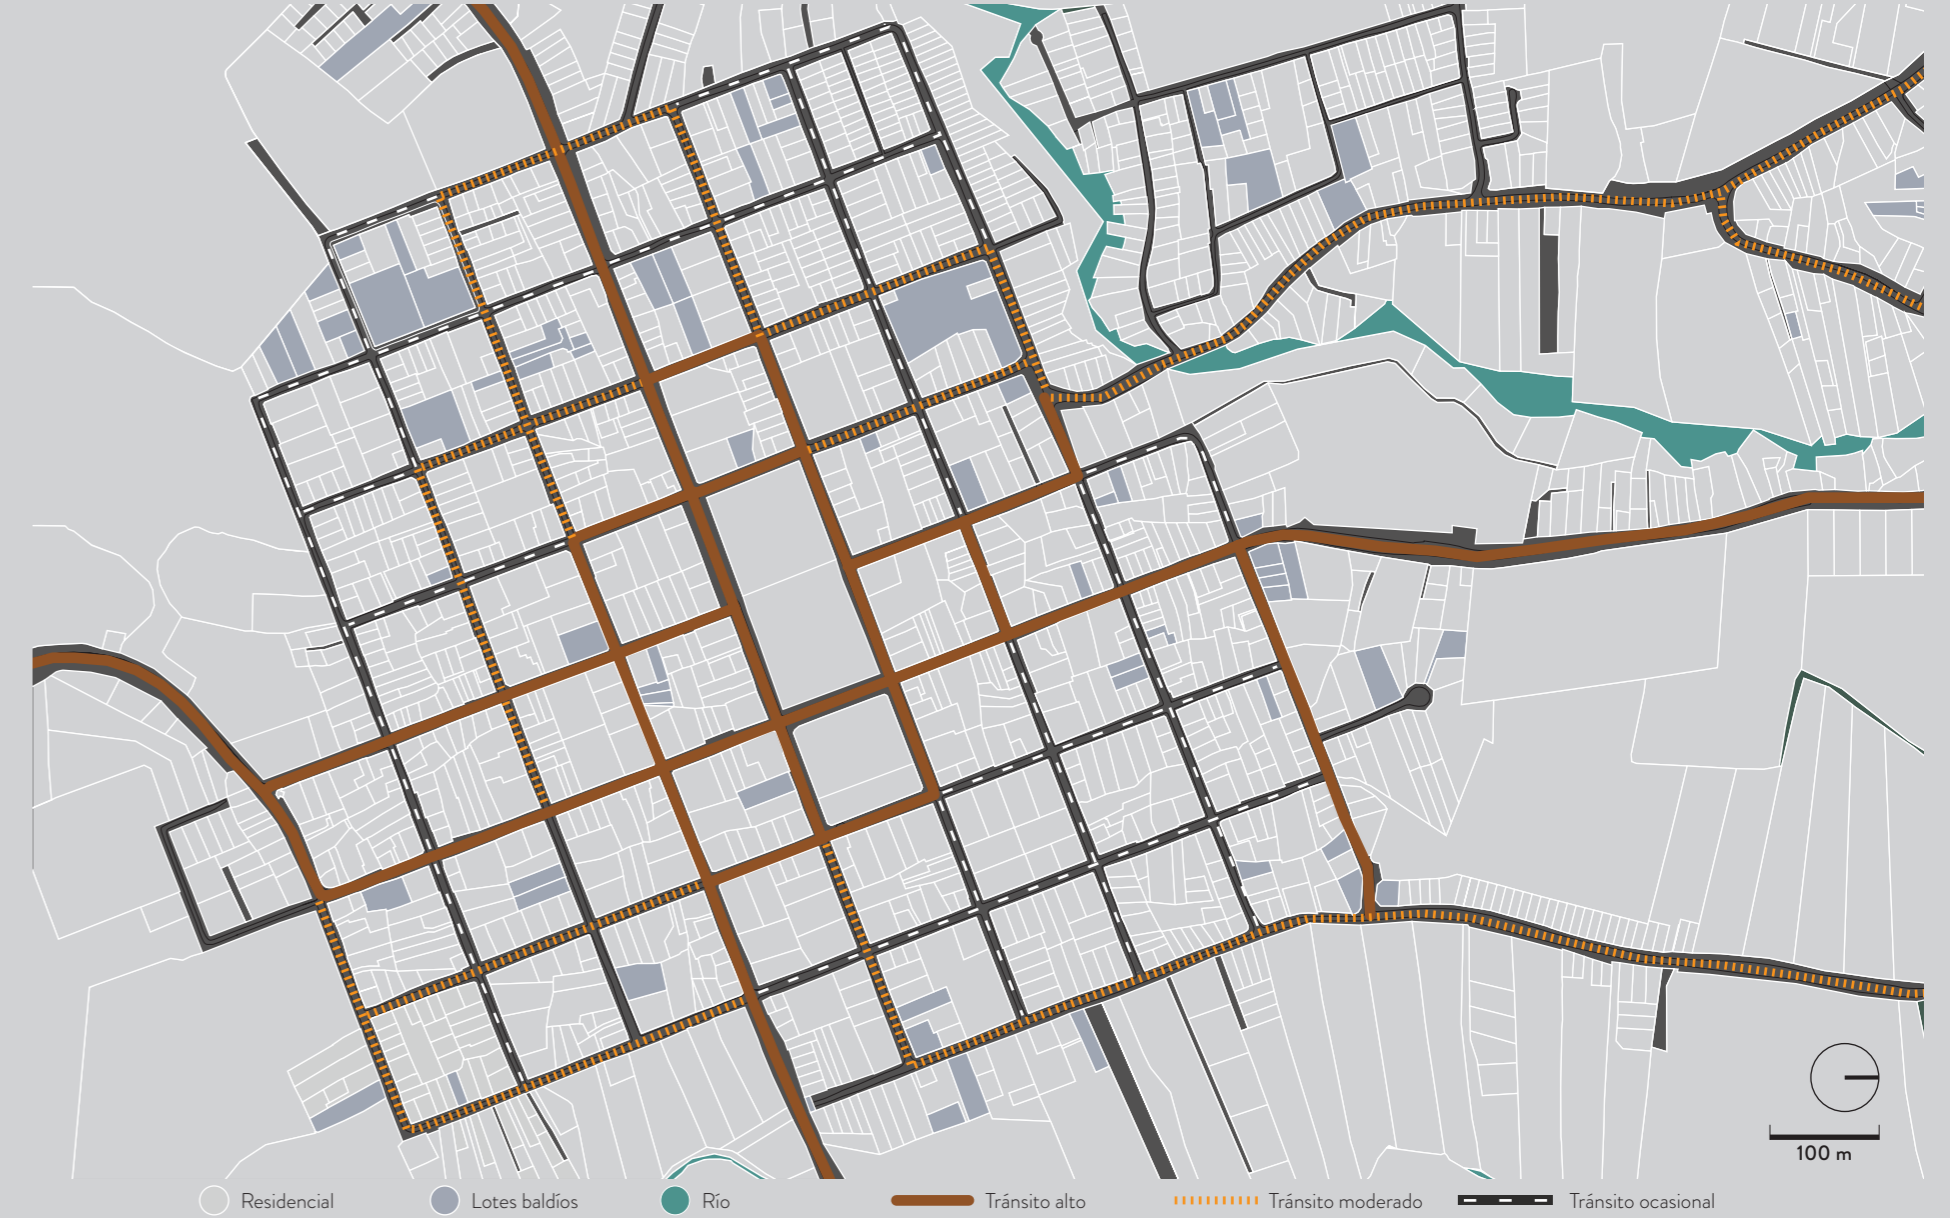 100 m
Residencial
Lotes baldíos
Río
Tránsito alto
Tránsito moderado
Tránsito ocasional